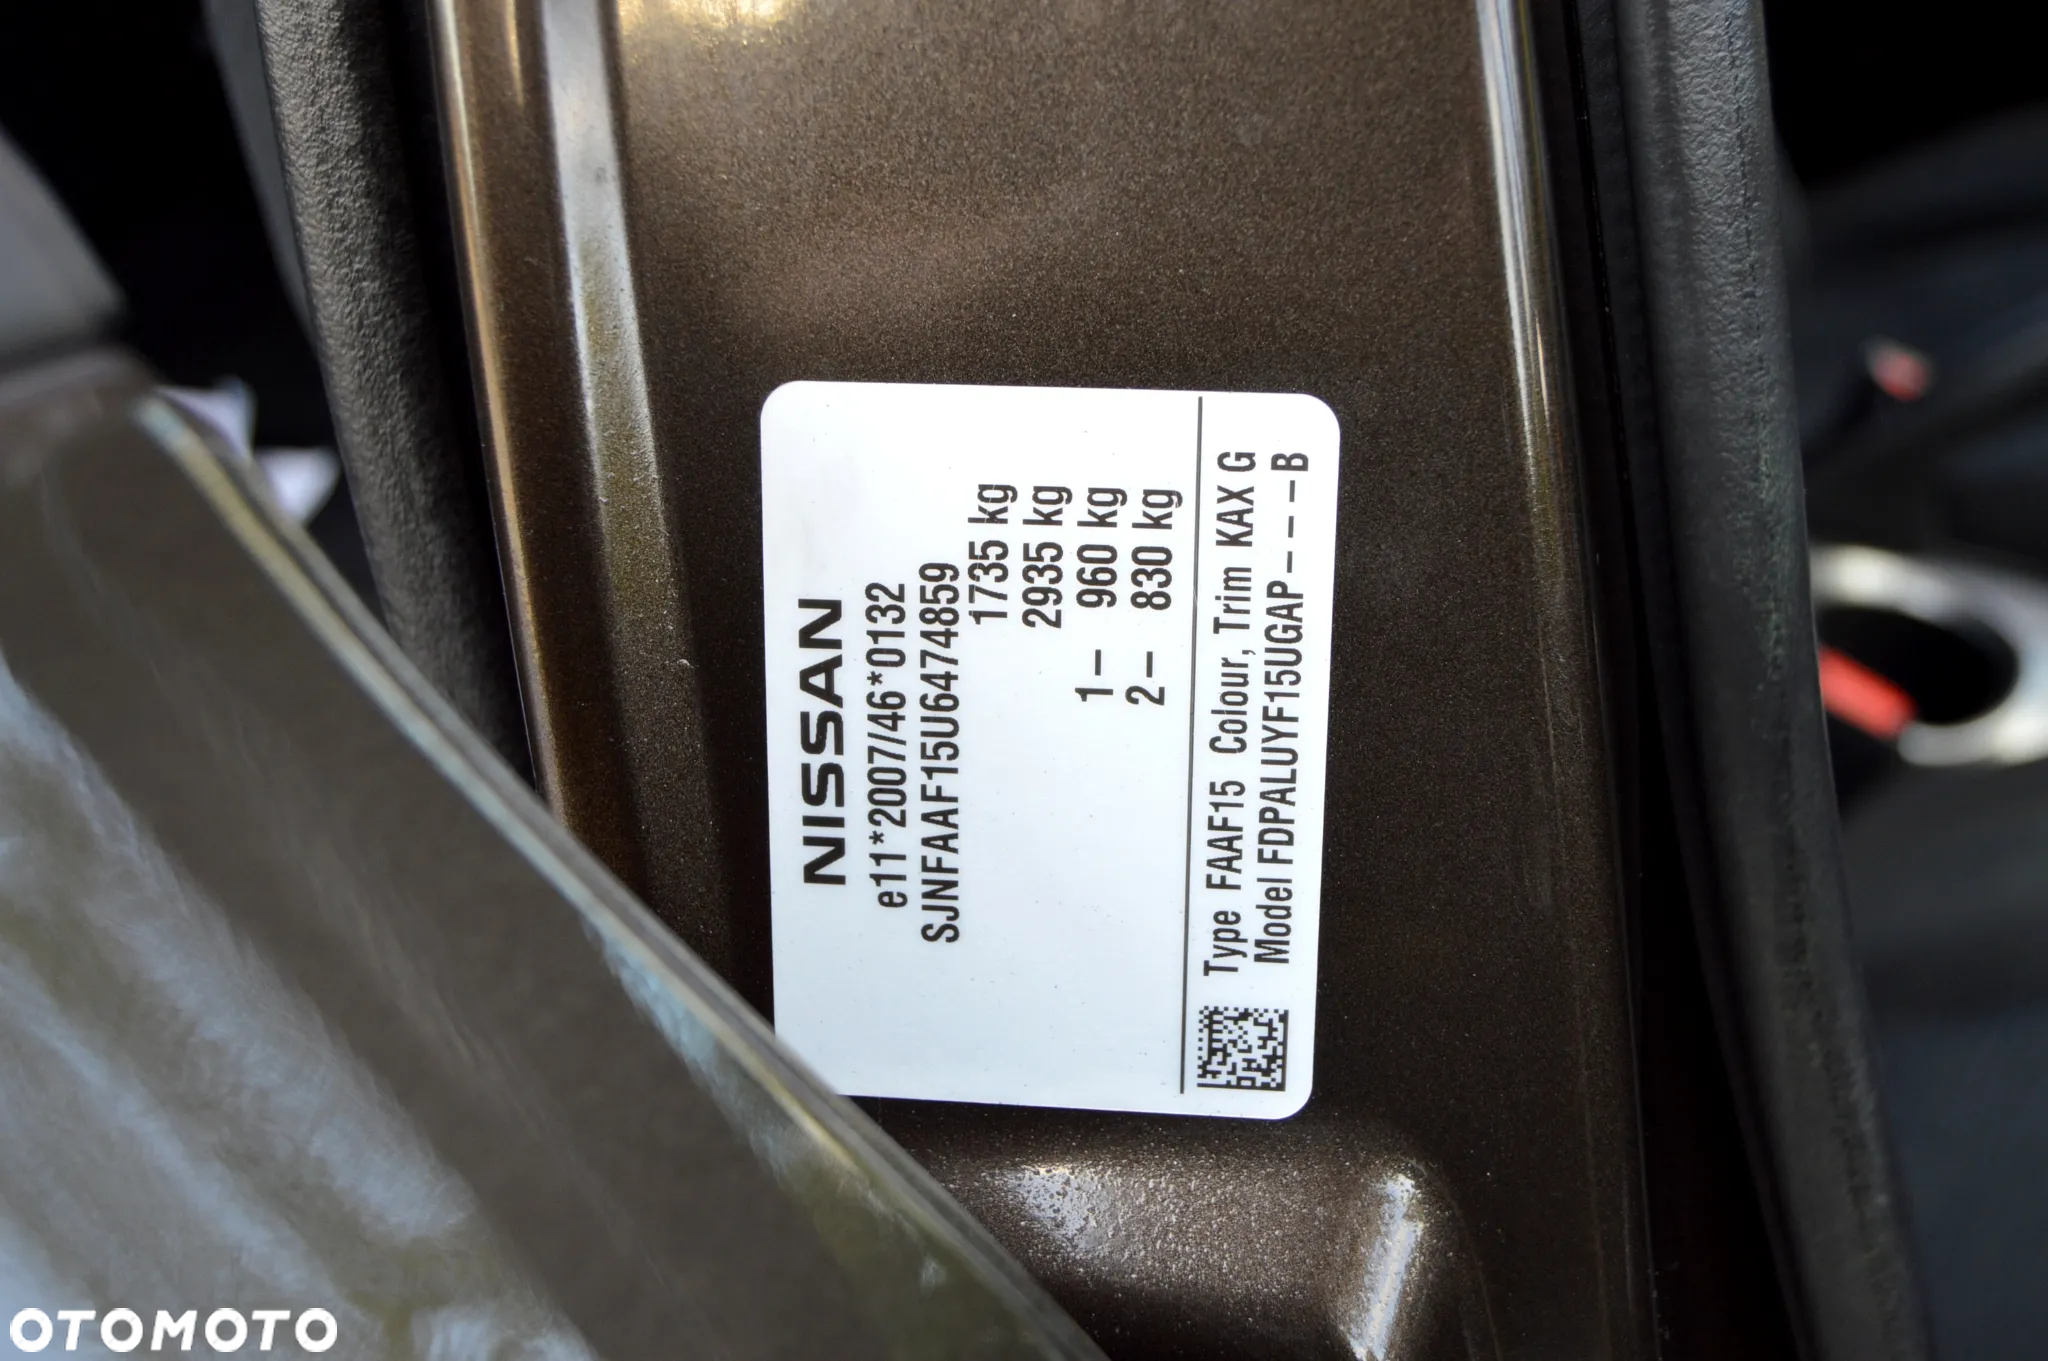 NISSAN
e11*2007/46*0132
SJNFAAF15U6474859
1735 kg
2935 kg
1– 960 kg
2– 830 kg
Type FAAF15 Colour, Trim KAX G
Model FDPALUYF15UGAP––––B
OTOMOTO